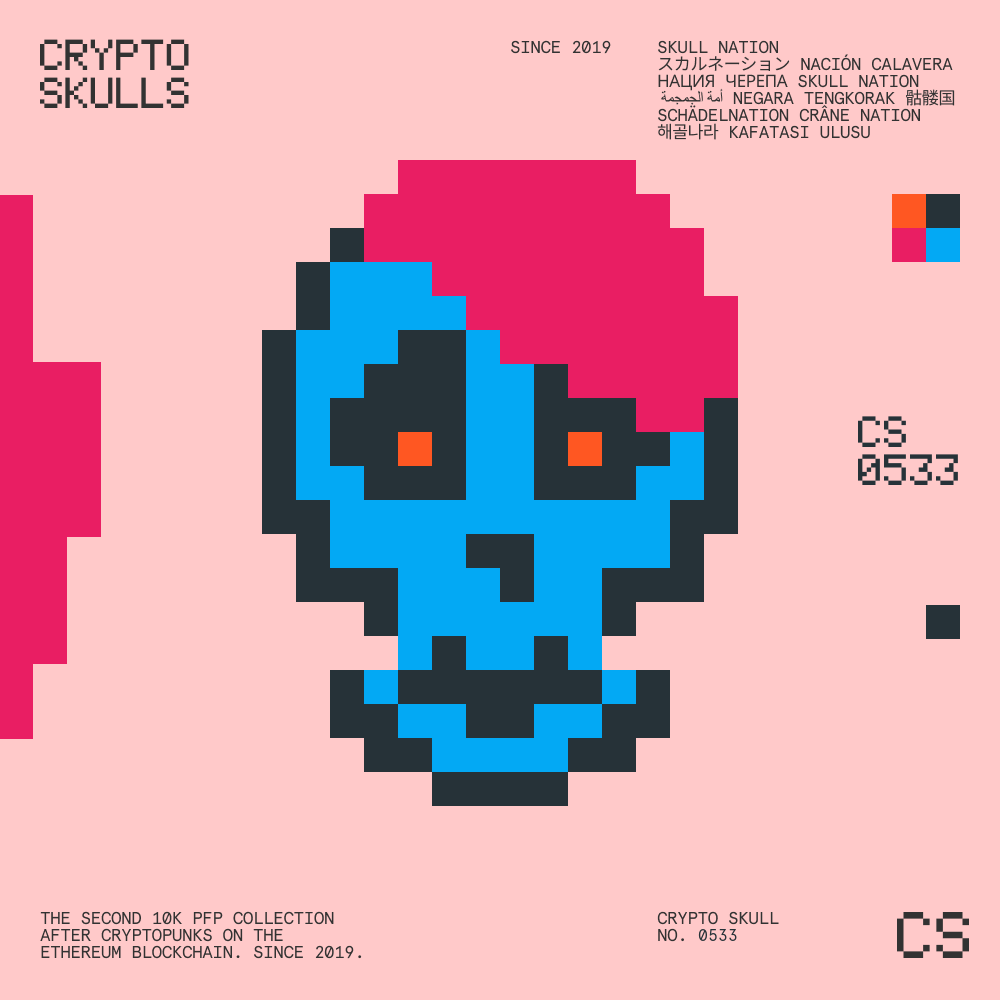 CRYPTO
SKULLS
SINCE 2019
SKULL NATION
スカルネーション NACIÓN CALAVERA
НАЦИЯ ЧЕРЕПА SKULL NATION
أمة الجمجمة NEGARA TENGKORAK 骷髅国
SCHÄDELNATION CRÂNE NATION
해골나라 KAFATASI ULUSU
CS
0533
THE SECOND 10K PFP COLLECTION
AFTER CRYPTOPUNKS ON THE
ETHEREUM BLOCKCHAIN. SINCE 2019.
CRYPTO SKULL
NO. 0533
CS